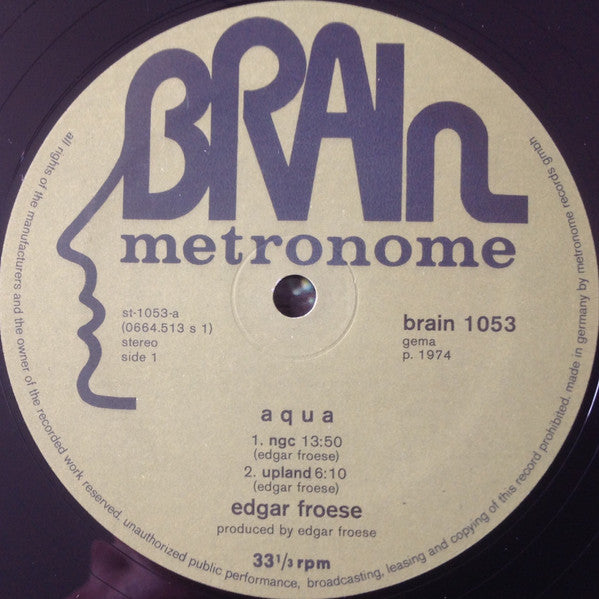 BRAIn
metronome
st-1053-a
(0664.513 s 1)
stereo
side 1
brain 1053
gema
p. 1974
aqua
1. ngc 13:50
(edgar froese)
2. upland 6:10
(edgar froese)
edgar froese
produced by edgar froese
33 1/3 rpm
all rights of the manufacturers and the owner of the recorded work reserved. unauthorized public performance, broadcasting, leasing and copying of this record prohibited. made in germany by metronome records gmbh